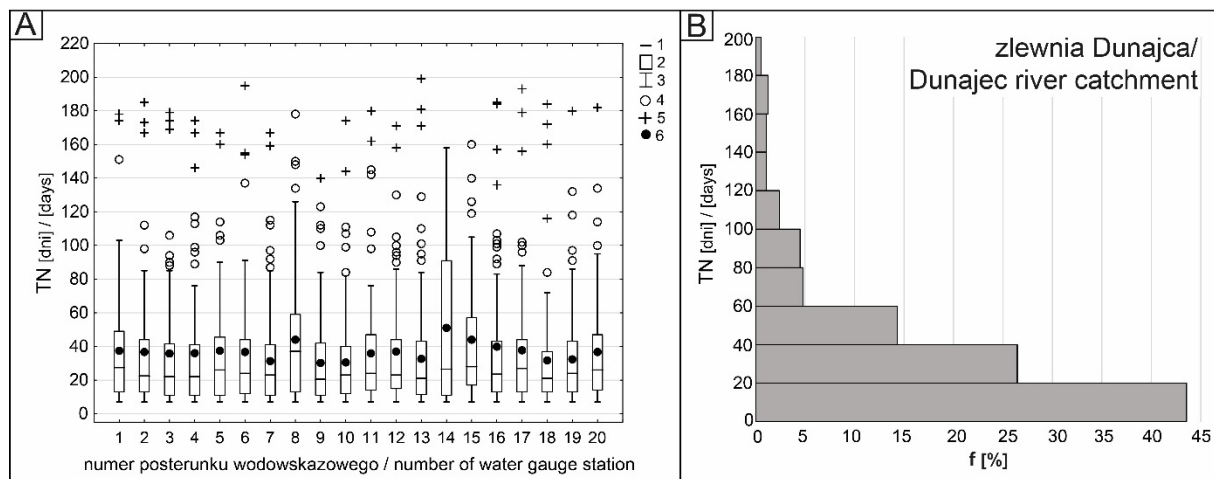 A
220
200
180
160
140
120
100
80
60
40
20
0
TN [dni] / [days]
1 2 3 4 5 6 7 8 9 10 11 12 13 14 15 16 17 18 19 20
numer posterunku wodowskazowego / number of water gauge station
1
2
3
4
5
6
B
zlewnia Dunajca/
Dunajec river catchment
200
180
160
140
120
100
80
60
40
20
0
TN [dni] / [days]
0 5 10 15 20 25 30 35 40 45
f [%]